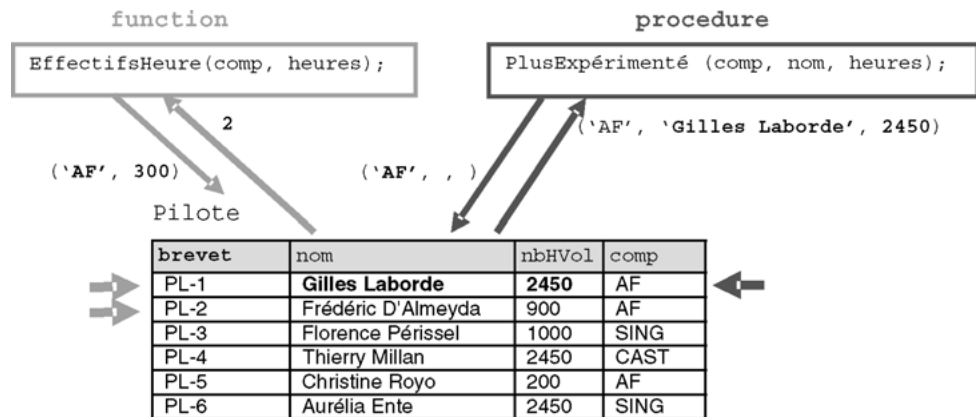 function
procedure
EffectifsHeure(comp, heures);
PlusExpérimenté (comp, nom, heures);
2
('AF', 'Gilles Laborde', 2450)
('AF', 300)
('AF', , )
Pilote
brevet nom nbHVol comp
PL-1 Gilles Laborde 2450 AF
PL-2 Frédéric D'Almeyda 900 AF
PL-3 Florence Périssel 1000 SING
PL-4 Thierry Millan 2450 CAST
PL-5 Christine Royo 200 AF
PL-6 Aurélia Ente 2450 SING